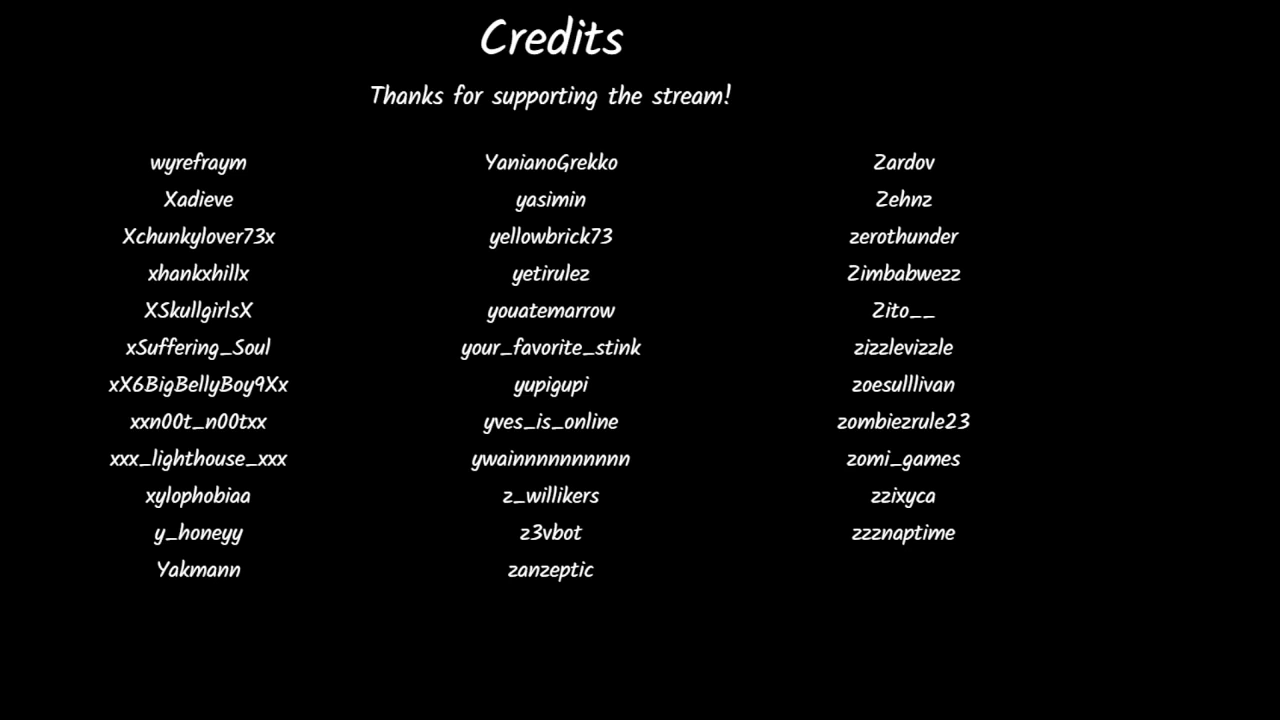 Credits
Thanks for supporting the stream!
wyrefraym
Xadieve
Xchunkylover73x
xhankxhillx
XSkullgirlsX
xSuffering_Soul
xX6BigBellyBoy9Xx
xxn00t_n00txx
xxx_lighthouse_xxx
xylophobiaa
y_honeyy
Yakmann
YanianoGrekko
yasimin
yellowbrick73
yetirulez
youatemarrow
your_favorite_stink
yupigupi
yves_is_online
ywainnnnnnnnnn
z_willikers
z3vbot
zanzeptic
Zardov
Zehnz
zerothunder
Zimbabwezz
Zito__
zizzlevizzle
zoesulllivan
zombiezrule23
zomi_games
zzixyca
zzznaptime